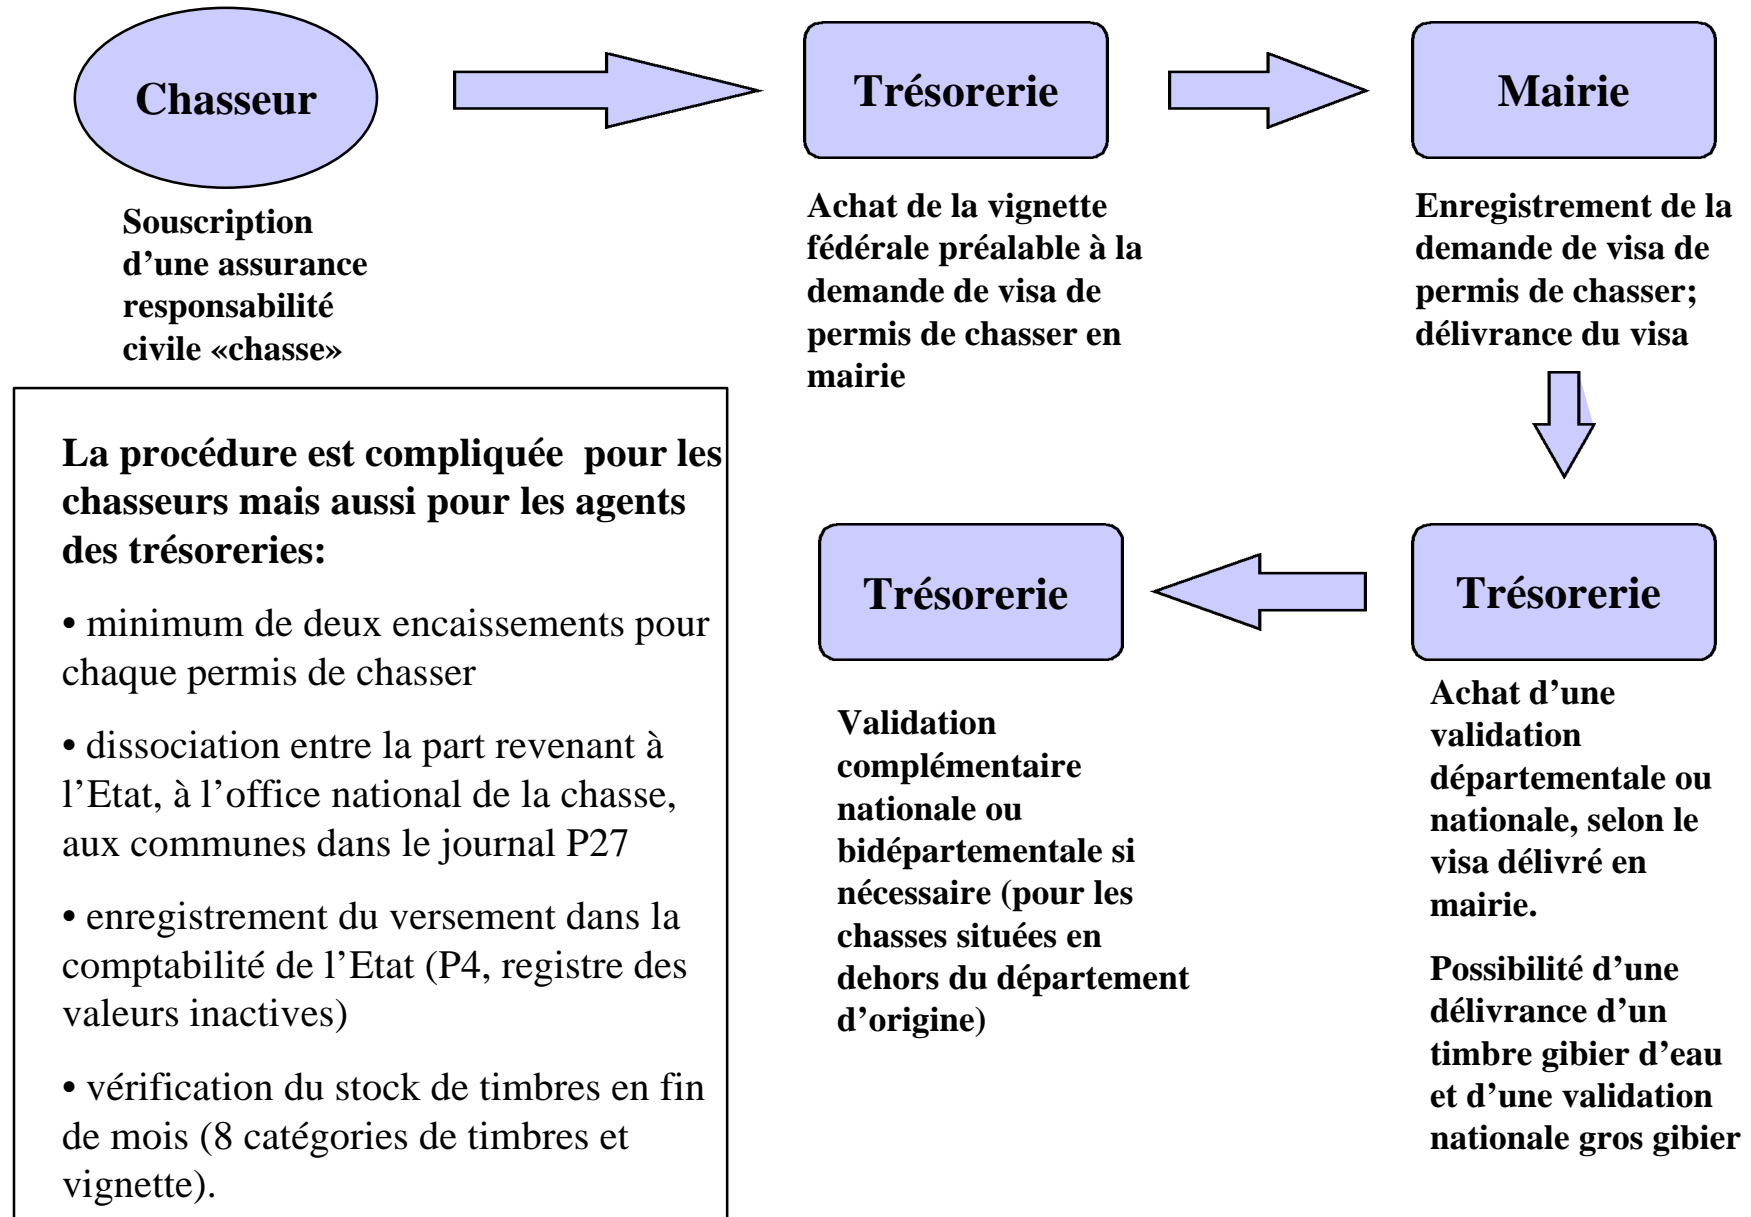 Chasseur
Souscription
d’une assurance
responsabilité
civile «chasse»
Trésorerie
Achat de la vignette
fédérale préalable à la
demande de visa de
permis de chasser en
mairie
Mairie
Enregistrement de la
demande de visa de
permis de chasser;
délivrance du visa
Trésorerie
Achat d’une
validation
départementale ou
nationale, selon le
visa délivré en
mairie.
Possibilité d’une
délivrance d’un
timbre gibier d’eau
et d’une validation
nationale gros gibier
Trésorerie
Validation
complémentaire
nationale ou
bidépartementale si
nécessaire (pour les
chasses situées en
dehors du département
d’origine)
La procédure est compliquée pour les
chasseurs mais aussi pour les agents
des trésoreries:
• minimum de deux encaissements pour
chaque permis de chasser
• dissociation entre la part revenant à
l’Etat, à l’office national de la chasse,
aux communes dans le journal P27
• enregistrement du versement dans la
comptabilité de l’Etat (P4, registre des
valeurs inactives)
• vérification du stock de timbres en fin
de mois (8 catégories de timbres et
vignette).